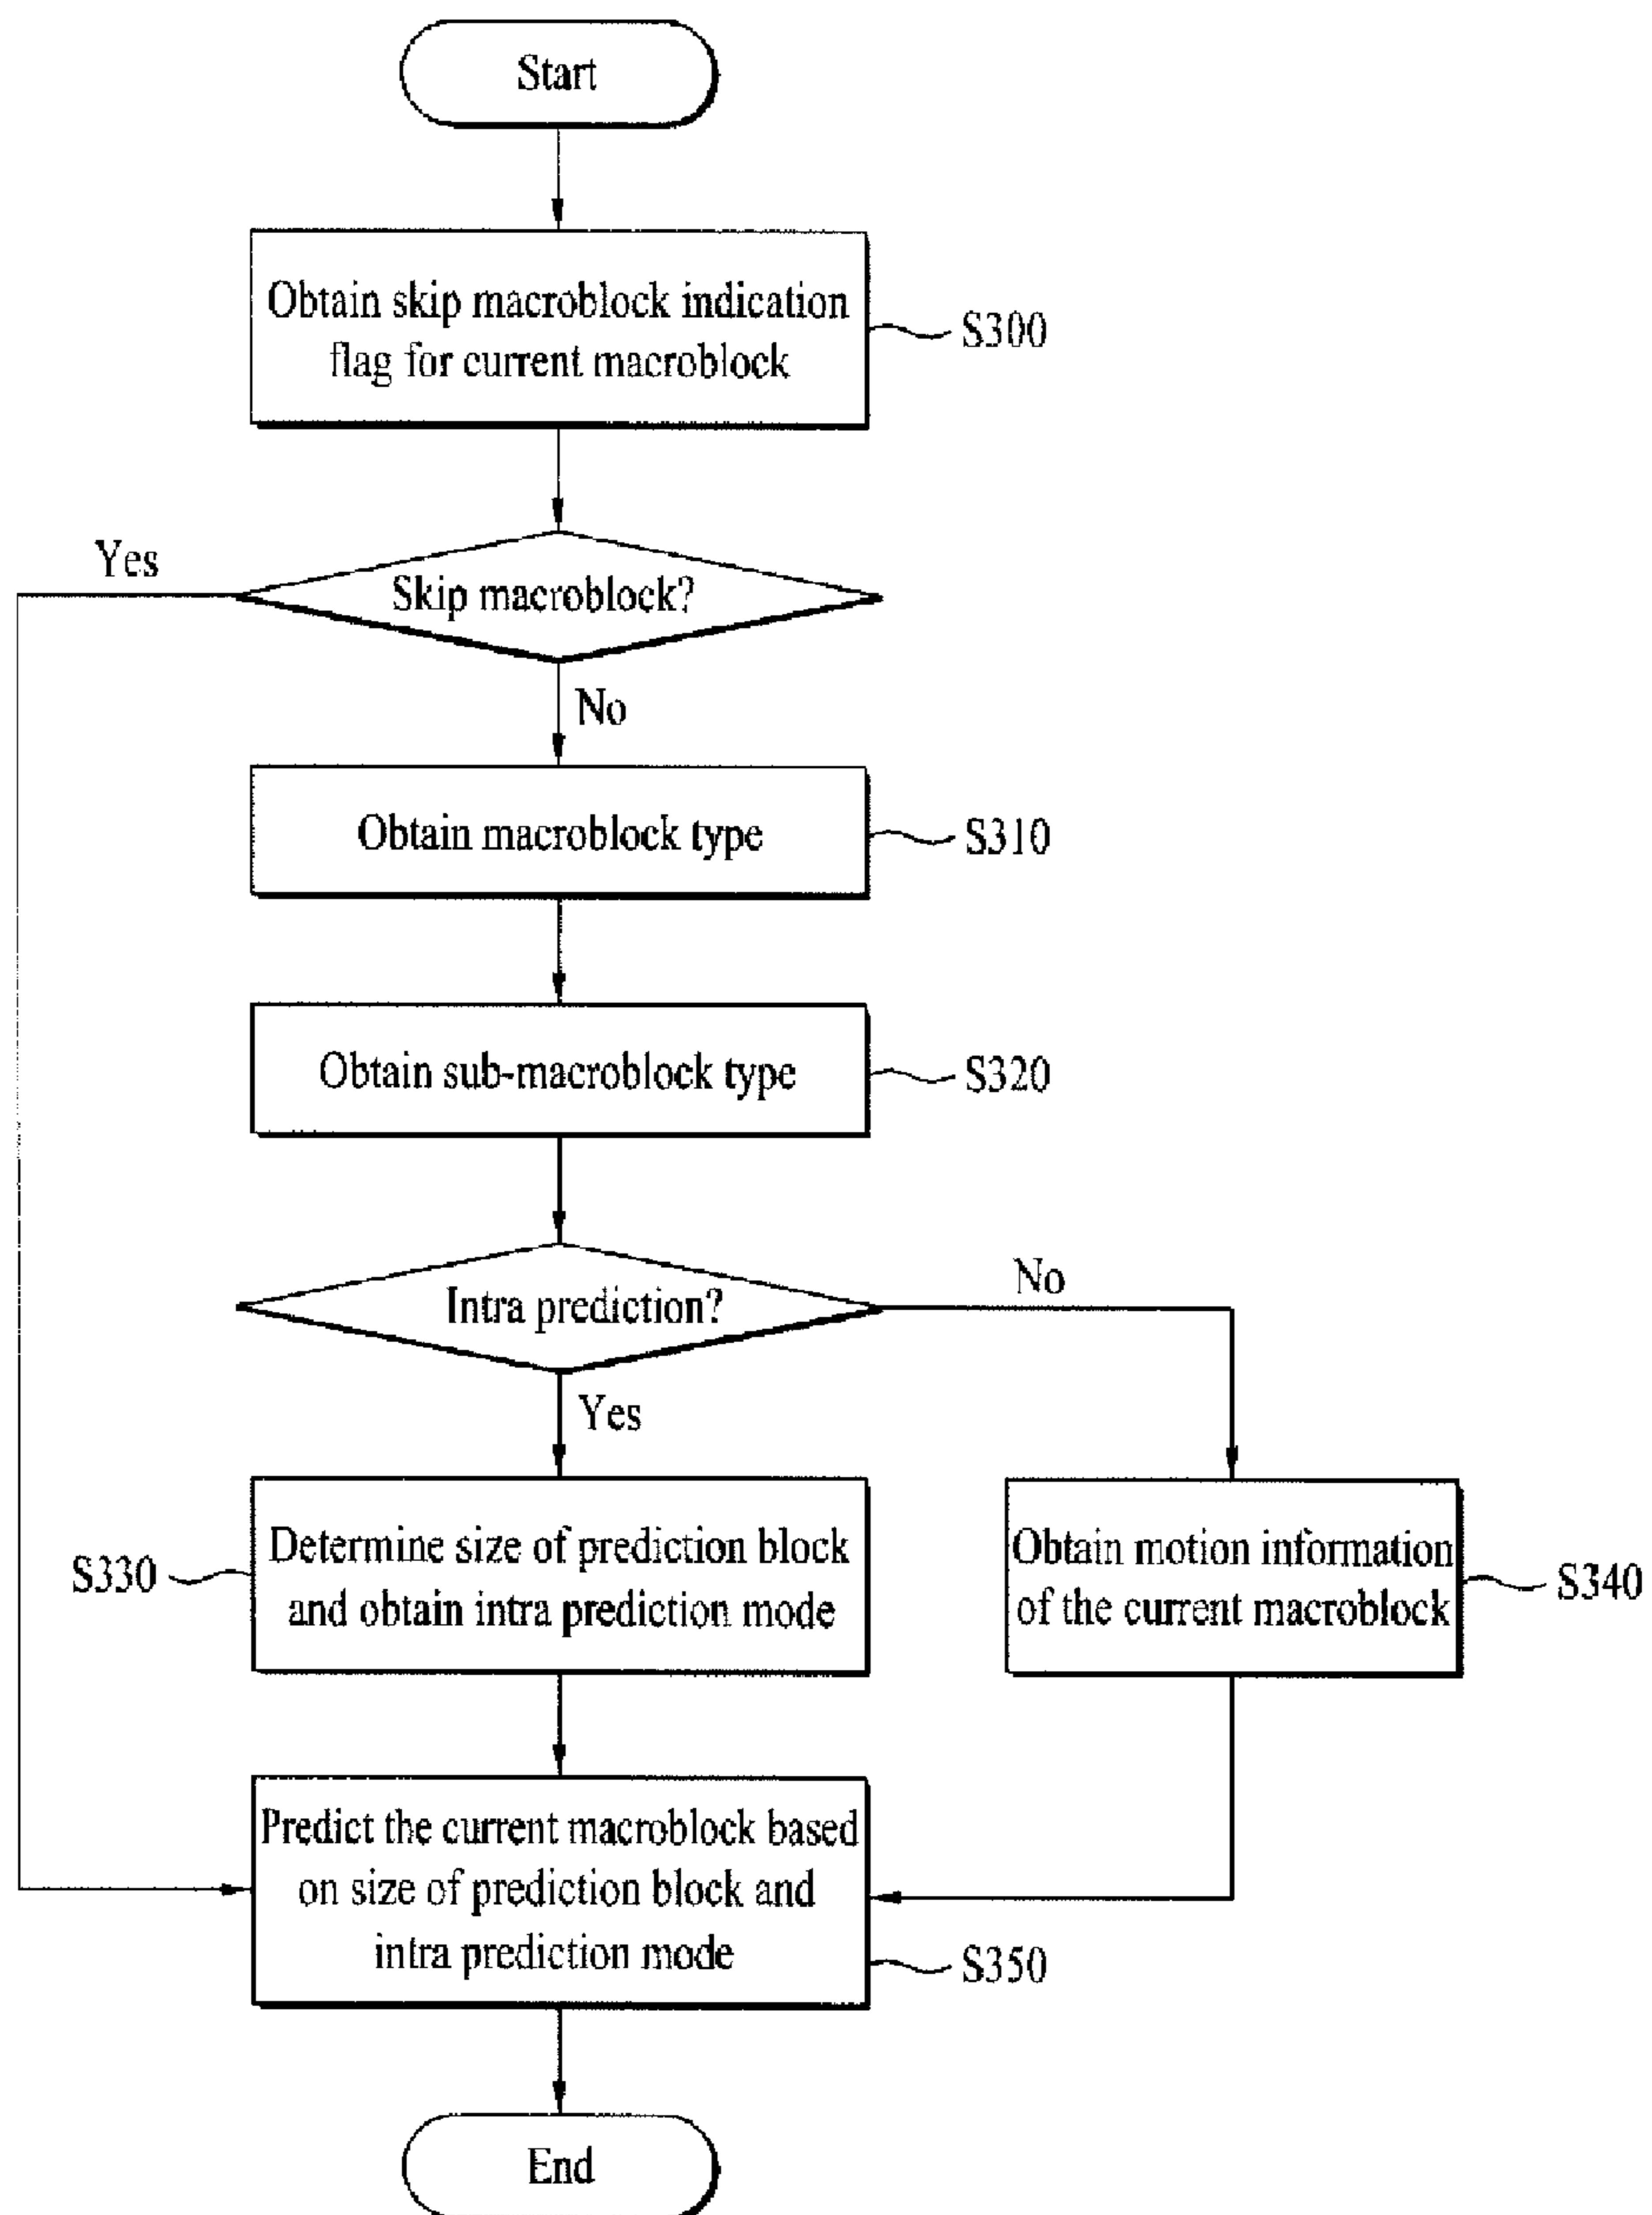 Start
Obtain skip macroblock indication
flag for current macroblock
S300
Yes
Skip macroblock?
No
Obtain macroblock type
S310
Obtain sub-macroblock type
S320
Intra prediction?
No
Yes
S330
Determine size of prediction block
and obtain intra prediction mode
Obtain motion information
of the current macroblock
S340
Predict the current macroblock based
on size of prediction block and
intra prediction mode
S350
End